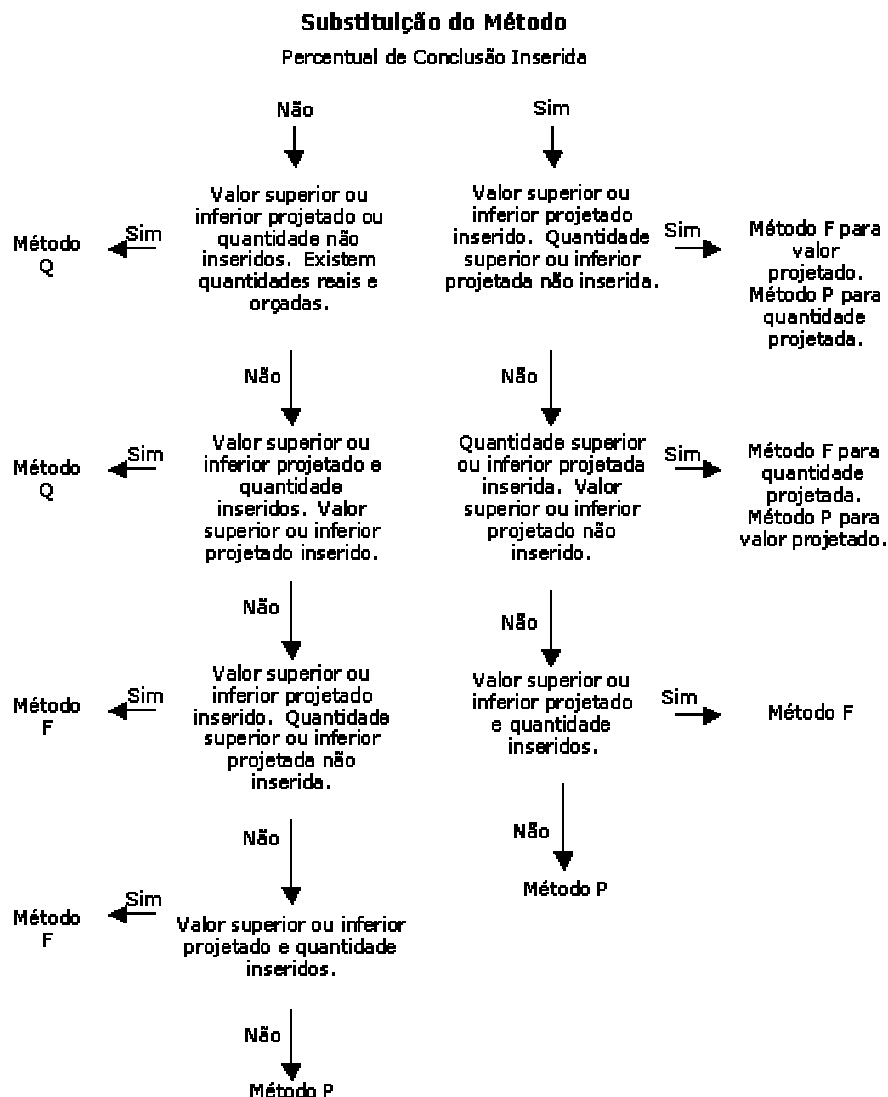 Substituição do Método
Percentual de Conclusão Inserida
Não
Sim
Valor superior ou
inferior projetado ou
quantidade não
inseridos. Existem
quantidades reais e
orçadas.
Sim
Método
Q
Valor superior ou
inferior projetado
inserido. Quantidade
superior ou inferior
projetada não inserida.
Sim
Método F para
valor
projetado.
Método P para
quantidade
projetada.
Não
Não
Valor superior ou
inferior projetado e
quantidade
inseridos. Valor
superior ou inferior
projetado inserido.
Sim
Método
Q
Quantidade superior
ou inferior projetada
inserida. Valor
superior ou inferior
projetado não
inserido.
Sim
Método F para
quantidade
projetada.
Método P para
valor projetado.
Não
Não
Valor superior ou
inferior projetado
inserido. Quantidade
superior ou inferior
projetada não
inserida.
Sim
Método
F
Valor superior ou
inferior projetado
e quantidade
inseridos.
Sim
Método F
Não
Não
Método P
Valor superior ou inferior
projetado e quantidade
inseridos.
Sim
Método
F
Não
Método P